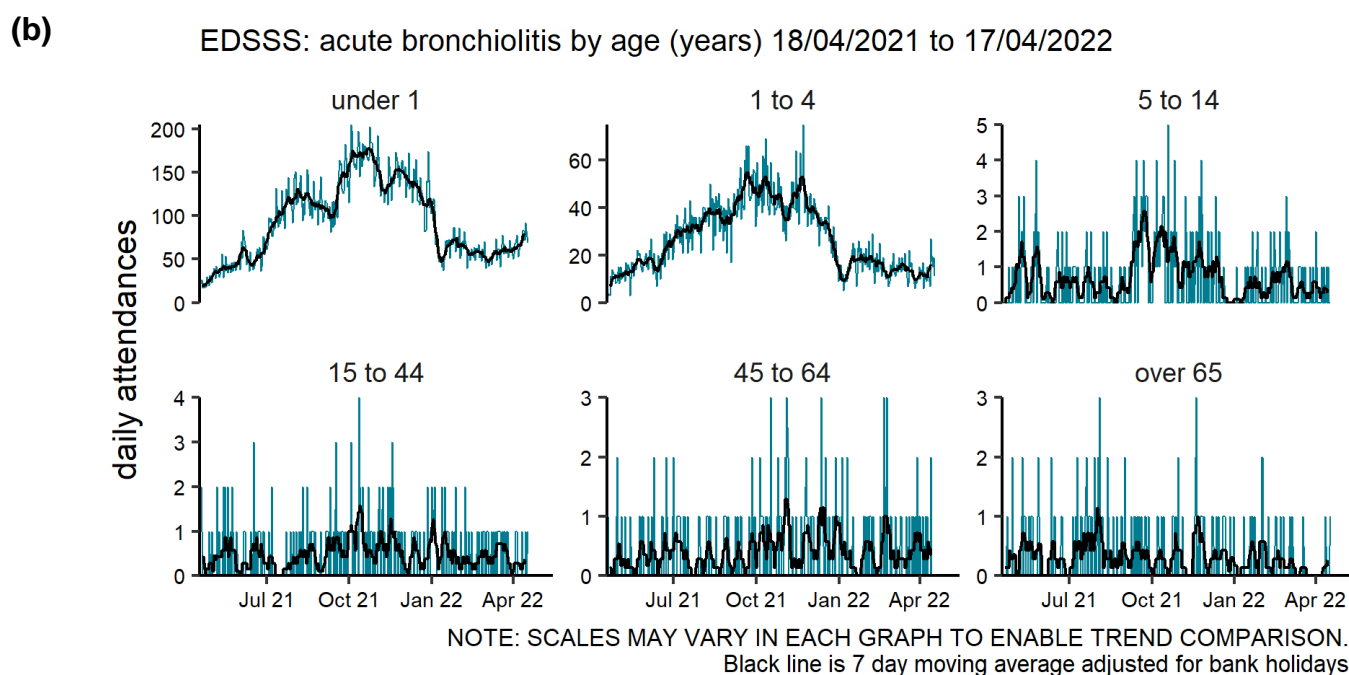 (b)
EDSSS: acute bronchiolitis by age (years) 18/04/2021 to 17/04/2022
daily attendances
under 1
200
150
100
50
0
1 to 4
60
40
20
0
5 to 14
5
4
3
2
1
0
15 to 44
4
3
2
1
0
Jul 21 Oct 21 Jan 22 Apr 22
45 to 64
3
2
1
0
Jul 21 Oct 21 Jan 22 Apr 22
over 65
3
2
1
0
Jul 21 Oct 21 Jan 22 Apr 22
NOTE: SCALES MAY VARY IN EACH GRAPH TO ENABLE TREND COMPARISON.
Black line is 7 day moving average adjusted for bank holidays